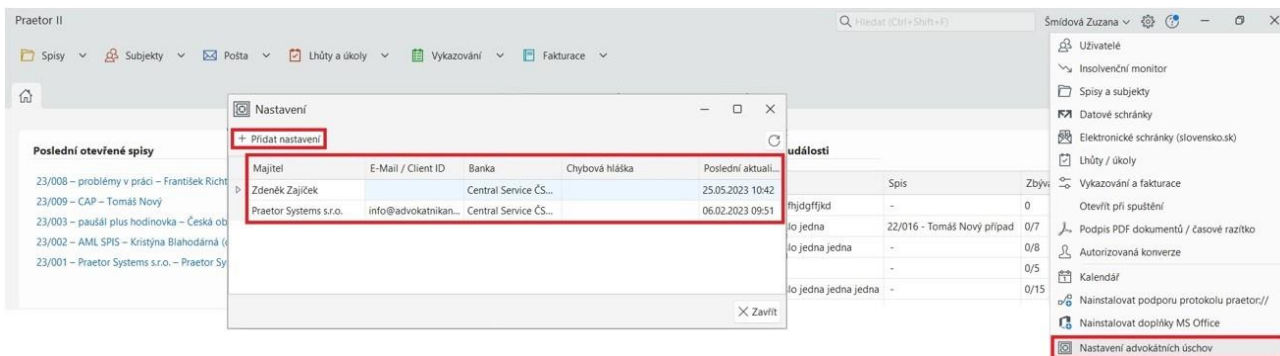 Praetor II
Hledat (Ctrl+Shift+F)
Šmídová Zuzana
Spisy Subjekty Pošta Lhůty a úkoly Vykazování Fakturace
Poslední otevřené spisy
23/008 – problémy v práci – František Richt
23/009 – CAP – Tomáš Nový
23/003 – paušál plus hodinovka – Česká ob
23/002 – AML SPIS – Kristýna Blahodárná (
23/001 – Praetor Systems s.r.o. – Praetor Sy
Nastavení
+ Přidat nastavení
Majitel E-Mail / Client ID Banka Chybová hláška Poslední aktuali...
Zdeněk Zajíček Central Service ČS... 25.05.2023 10:42
Praetor Systems s.r.o. info@advokatnikan... Central Service ČS... 06.02.2023 09:51
Zavřít
události
Spis Zbýv
fhjdgffjkd - 0
lo jedna 22/016 - Tomáš Nový případ 0/7
lo jedna jedna - 0/8
- 0/5
lo jedna jedna jedna - 0/15
Uživatelé
Insolvenční monitor
Spisy a subjekty
Datové schránky
Elektronické schránky (slovensko.sk)
Lhůty / úkoly
Vykazování a fakturace
Otevřít při spuštění
Podpis PDF dokumentů / časové razítko
Autorizovaná konverze
Kalendář
Nainstalovat podporu protokolu praetor://
Nainstalovat doplňky MS Office
Nastavení advokátních úschov